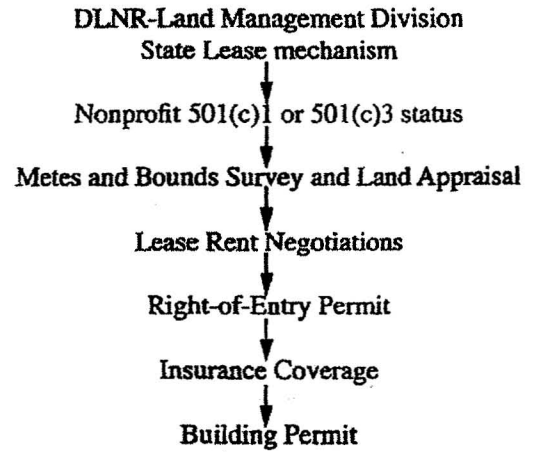 DLNR-Land Management Division
State Lease mechanism
Nonprofit 501(c)1 or 501(c)3 status
Metes and Bounds Survey and Land Appraisal
Lease Rent Negotiations
Right-of-Entry Permit
Insurance Coverage
Building Permit